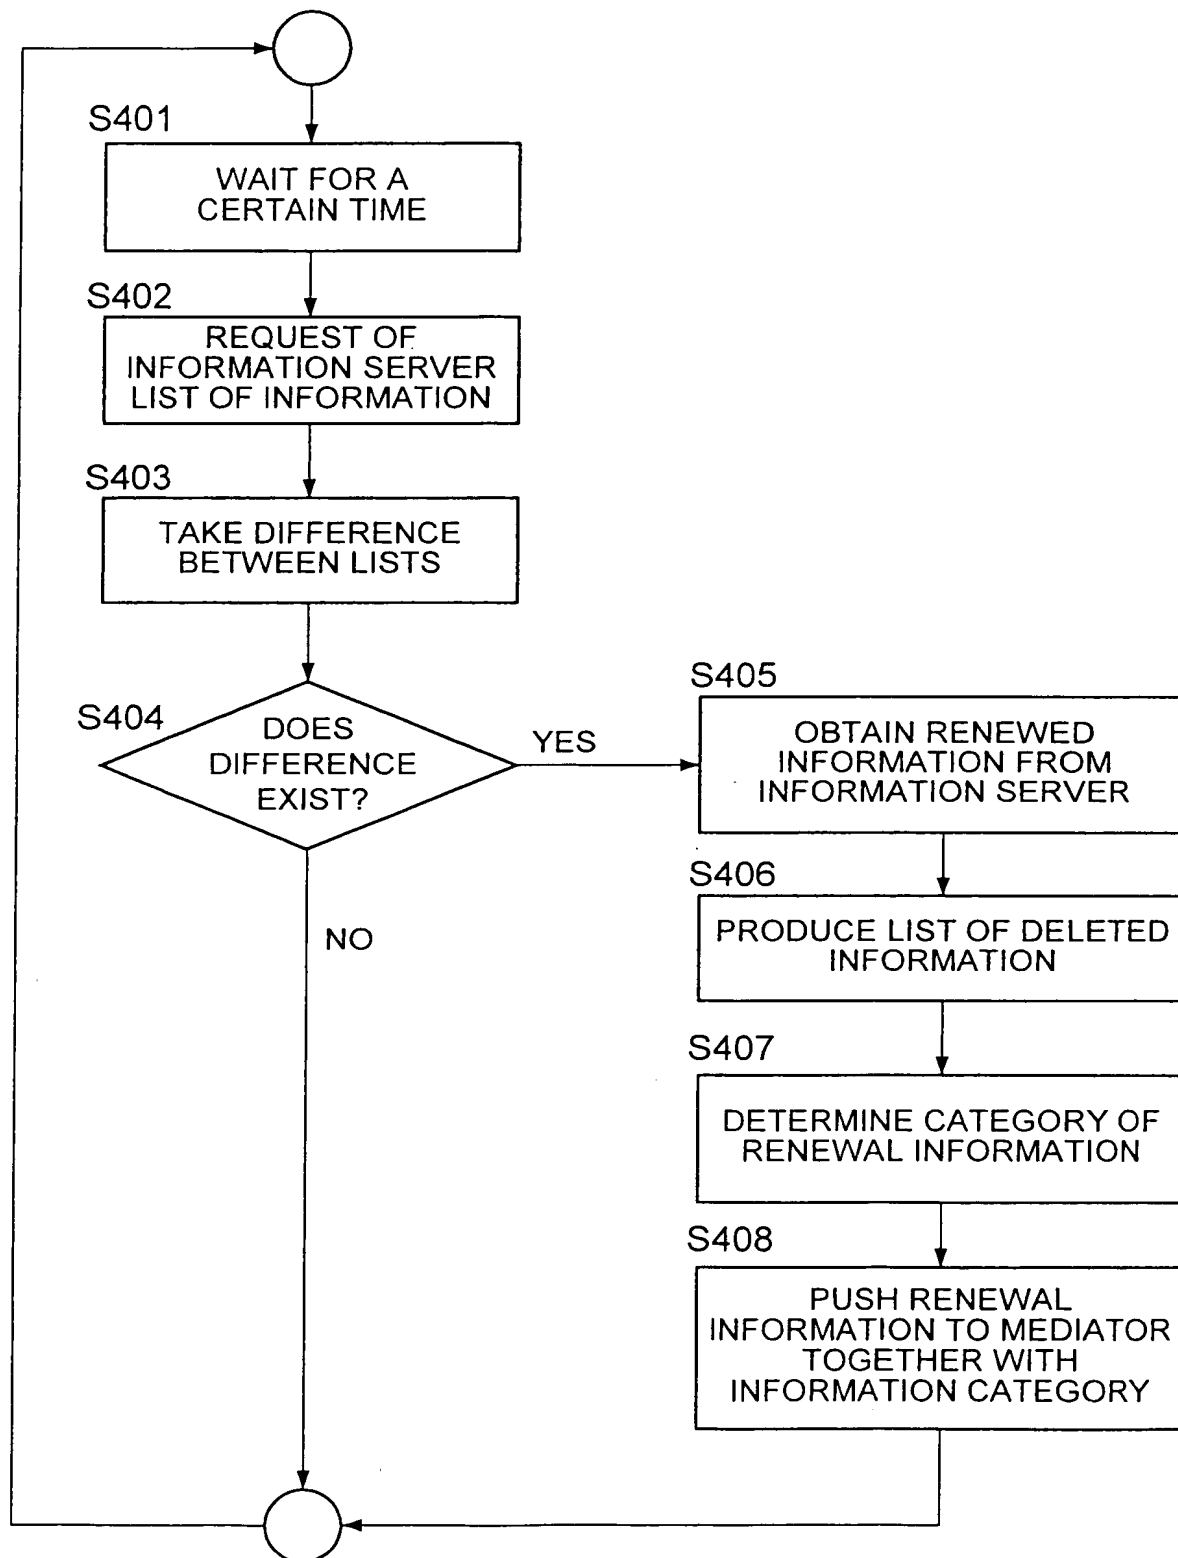 S401
WAIT FOR A
CERTAIN TIME
S402
REQUEST OF
INFORMATION SERVER
LIST OF INFORMATION
S403
TAKE DIFFERENCE
BETWEEN LISTS
S404
DOES
DIFFERENCE
EXIST?
YES
NO
S405
OBTAIN RENEWED
INFORMATION FROM
INFORMATION SERVER
S406
PRODUCE LIST OF DELETED
INFORMATION
S407
DETERMINE CATEGORY OF
RENEWAL INFORMATION
S408
PUSH RENEWAL
INFORMATION TO MEDIATOR
TOGETHER WITH
INFORMATION CATEGORY